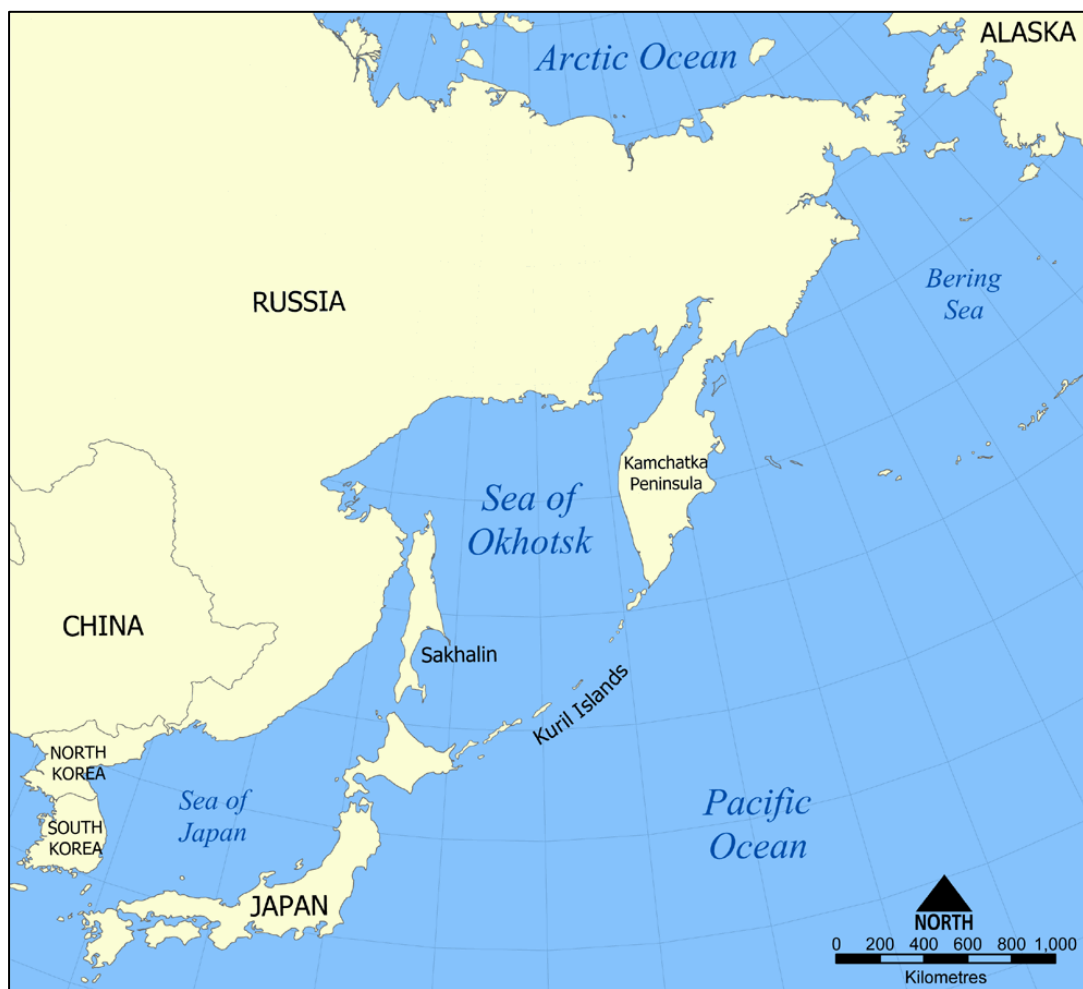 ALASKA
Arctic Ocean
Bering
Sea
RUSSIA
Kamchatka
Peninsula
Sea of
Okhotsk
CHINA
Sakhalin
Kuril Islands
NORTH
KOREA
Sea of
Japan
SOUTH
KOREA
Pacific
Ocean
JAPAN
NORTH
0 200 400 600 800 1,000
Kilometres